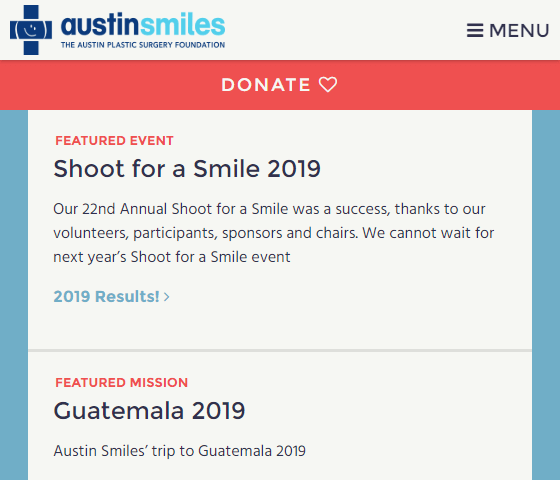 austinsmiles
THE AUSTIN PLASTIC SURGERY FOUNDATION
MENU
DONATE
FEATURED EVENT
Shoot for a Smile 2019
Our 22nd Annual Shoot for a Smile was a success, thanks to our
volunteers, participants, sponsors and chairs. We cannot wait for
next year’s Shoot for a Smile event
2019 Results!
FEATURED MISSION
Guatemala 2019
Austin Smiles’ trip to Guatemala 2019